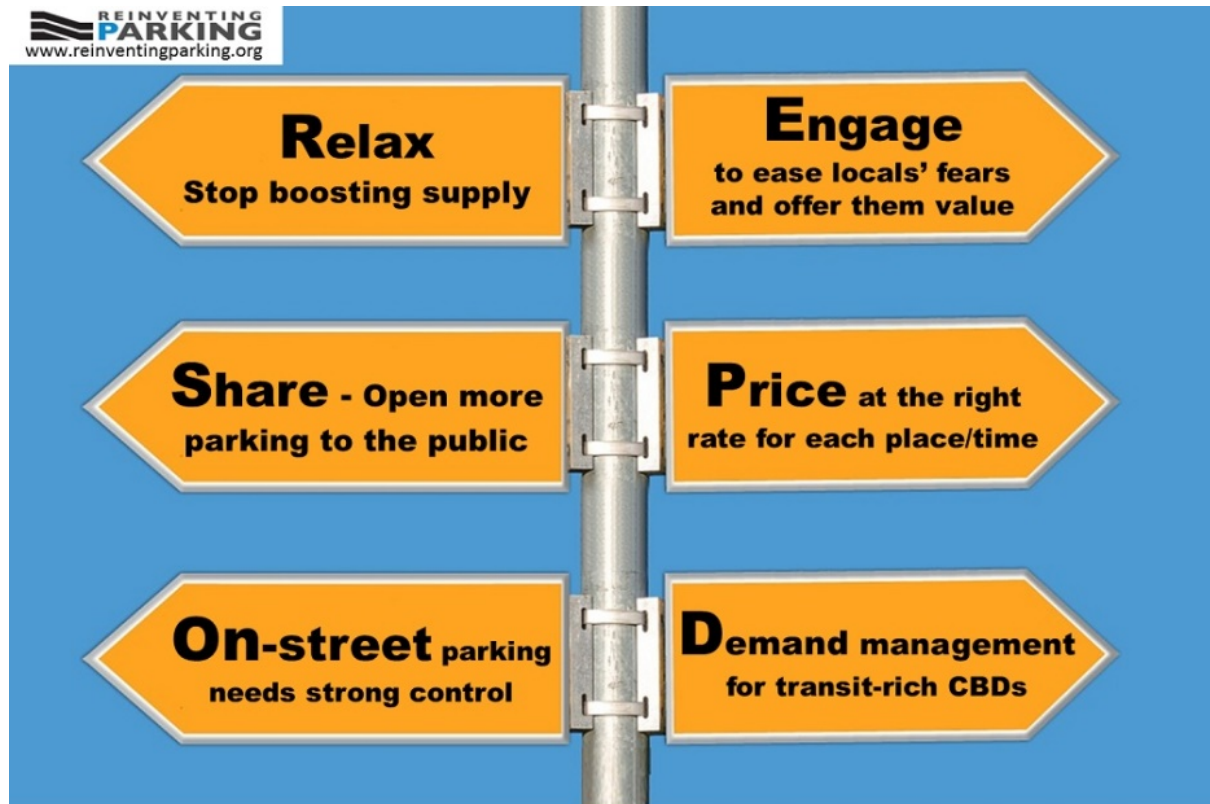 REINVENTING
PARKING
www.reinventingparking.org
Relax
Stop boosting supply
Engage
to ease locals' fears
and offer them value
Share - Open more
parking to the public
Price at the right
rate for each place/time
On-street parking
needs strong control
Demand management
for transit-rich CBDs